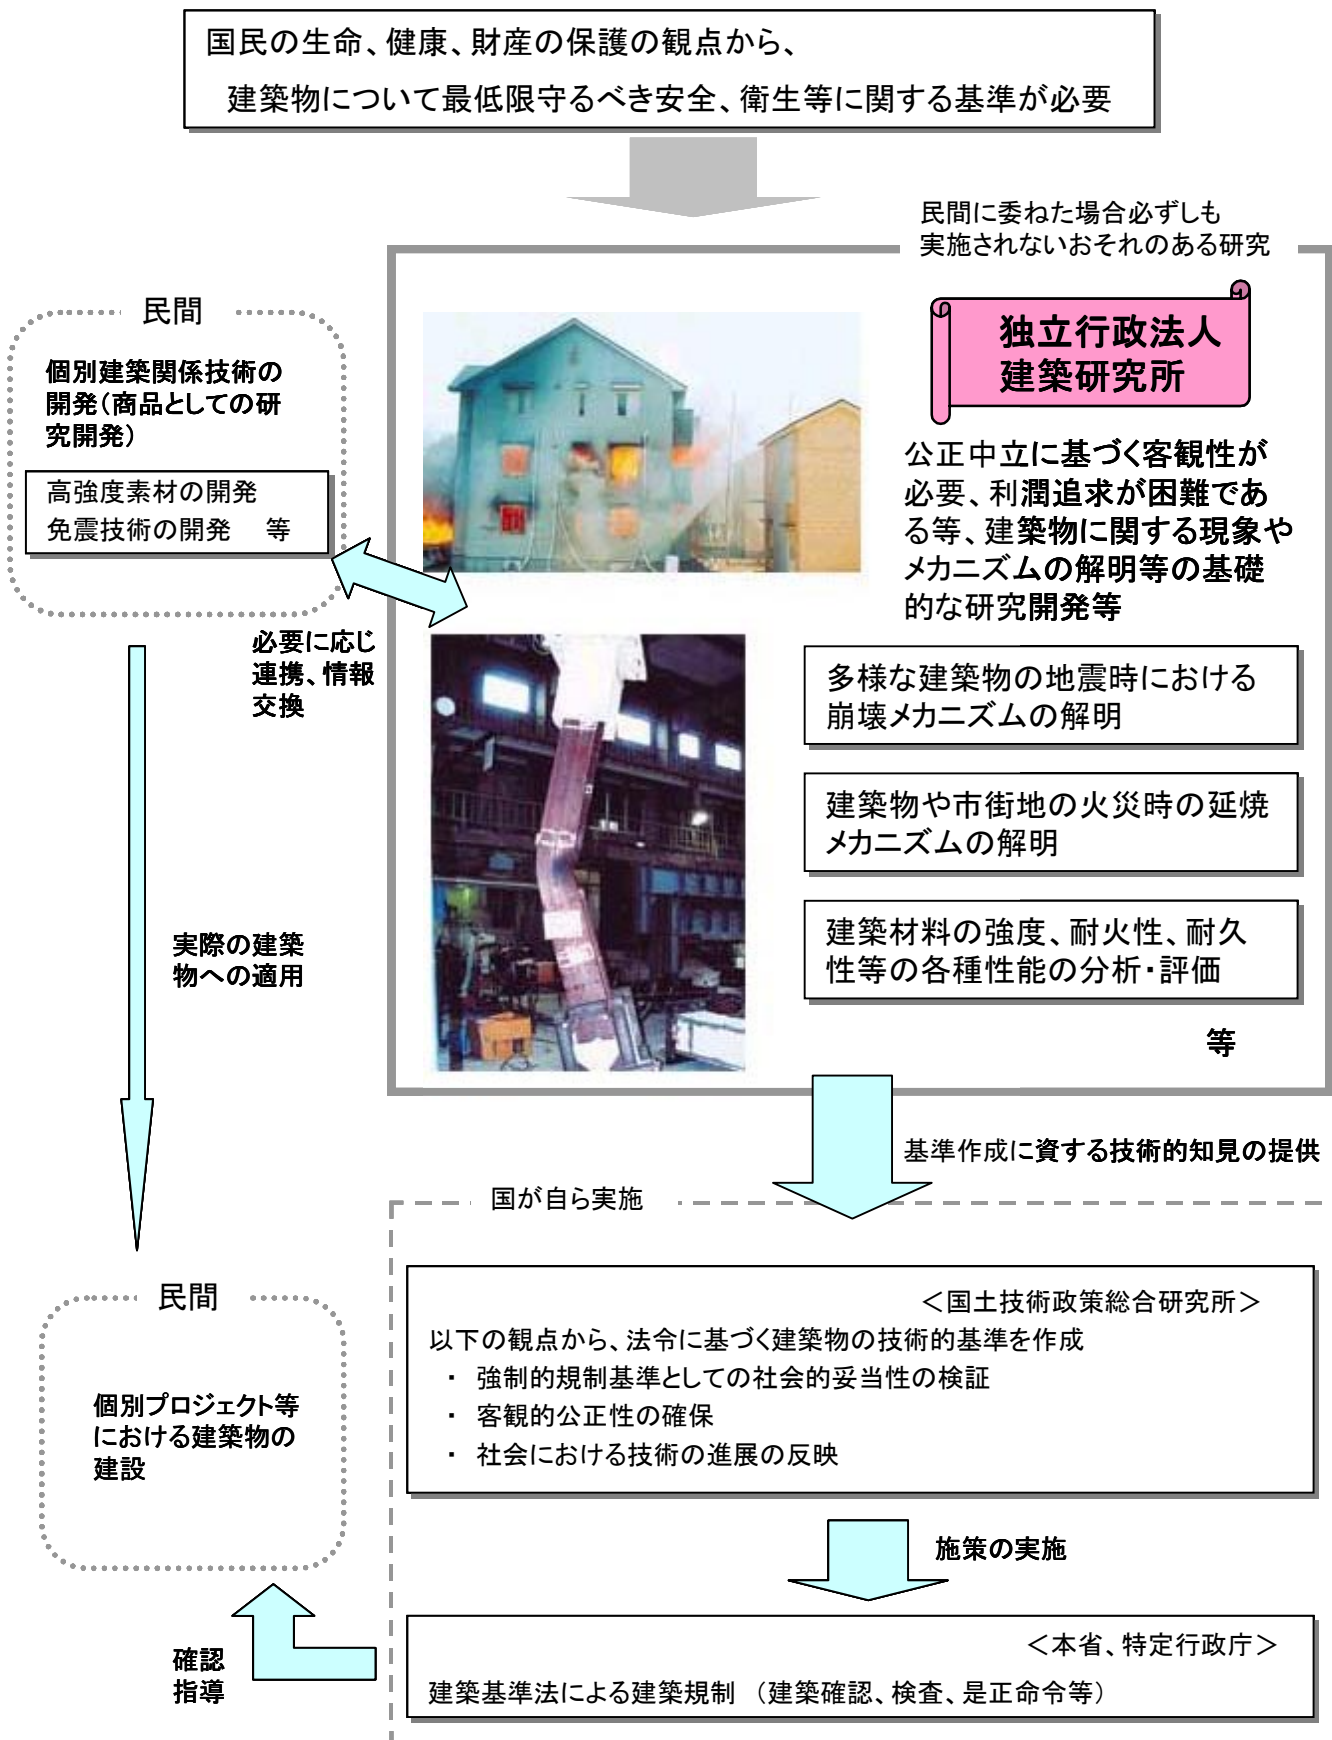 国民の生命、健康、財産の保護の観点から、
建築物について最低限守るべき安全、衛生等に関する基準が必要
民間に委ねた場合必ずしも
実施されないおそれのある研究
独立行政法人
建築研究所
公正中立に基づく客観性が
必要、利潤追求が困難であ
る等、建築物に関する現象や
メカニズムの解明等の基礎
的な研究開発等
多様な建築物の地震時における
崩壊メカニズムの解明
建築物や市街地の火災時の延焼
メカニズムの解明
建築材料の強度、耐火性、耐久
性等の各種性能の分析・評価
等
民間
個別建築関係技術の
開発（商品としての研
究開発）
高強度素材の開発
免震技術の開発　等
必要に応じ
連携、情報
交換
実際の建築
物への適用
基準作成に資する技術的知見の提供
国が自ら実施
＜国土技術政策総合研究所＞
以下の観点から、法令に基づく建築物の技術的基準を作成
・ 強制的規制基準としての社会的妥当性の検証
・ 客観的公正性の確保
・ 社会における技術の進展の反映
施策の実施
＜本省、特定行政庁＞
建築基準法による建築規制 （建築確認、検査、是正命令等）
民間
個別プロジェクト等
における建築物の
建設
確認
指導